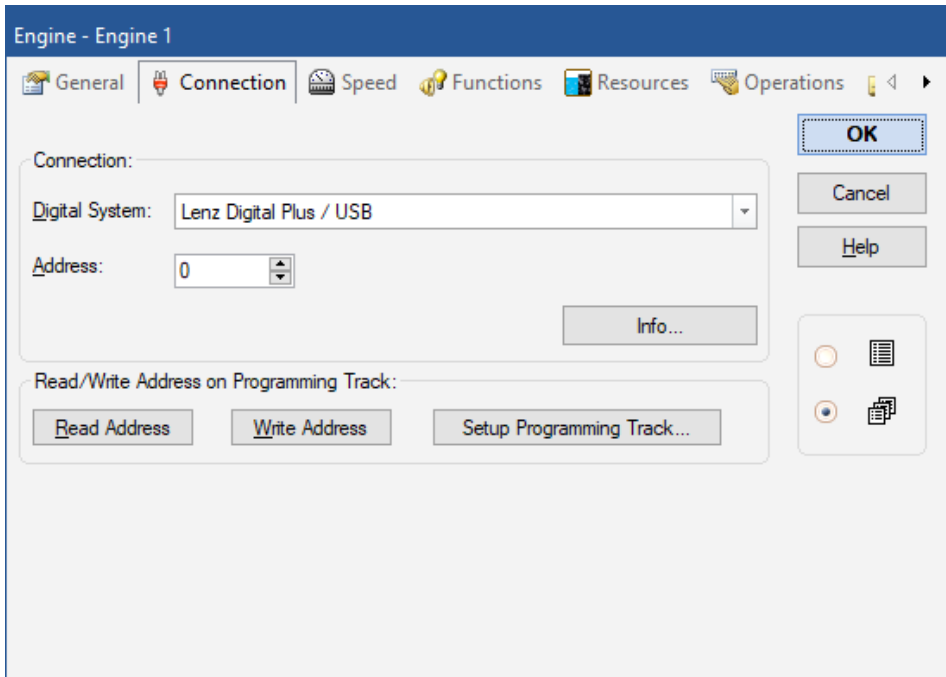 Engine - Engine 1
General Connection Speed Functions Resources Operations
OK
Connection:
Digital System: Lenz Digital Plus / USB
Cancel
Address: 0
Help
Info...
Read/Write Address on Programming Track:
Read Address Write Address Setup Programming Track...